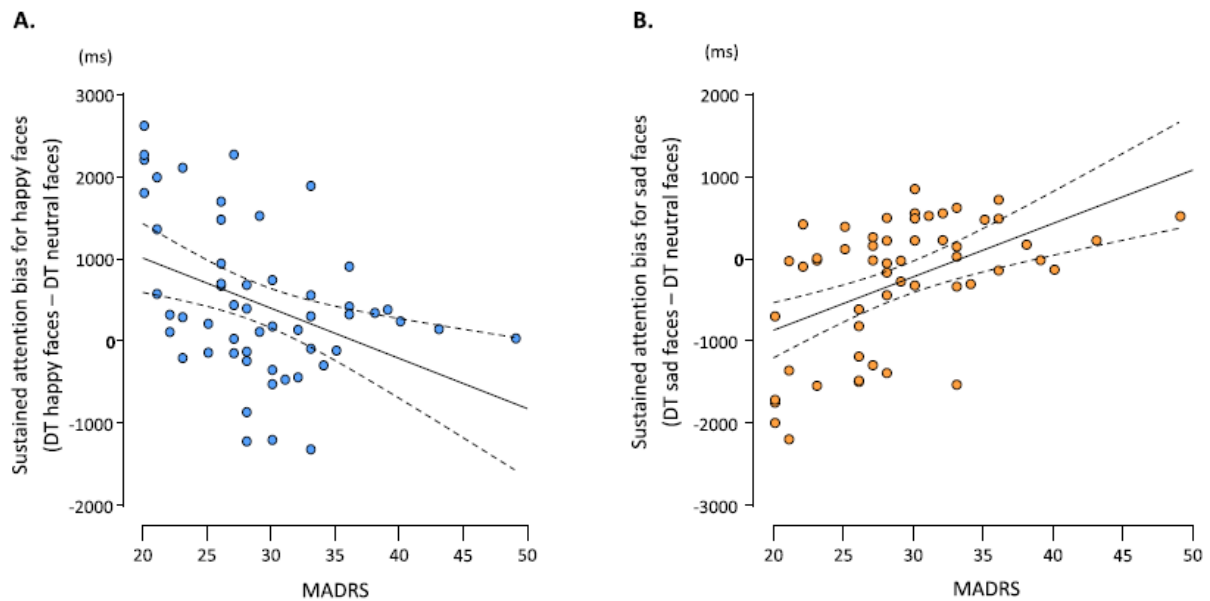 A.
(ms)
Sustained attention bias for happy faces
(DT happy faces – DT neutral faces)
3000
2000
1000
0
-1000
-2000
20 25 30 35 40 45 50
MADRS
B.
(ms)
Sustained attention bias for sad faces
(DT sad faces – DT neutral faces)
2000
1000
0
-1000
-2000
-3000
20 25 30 35 40 45 50
MADRS